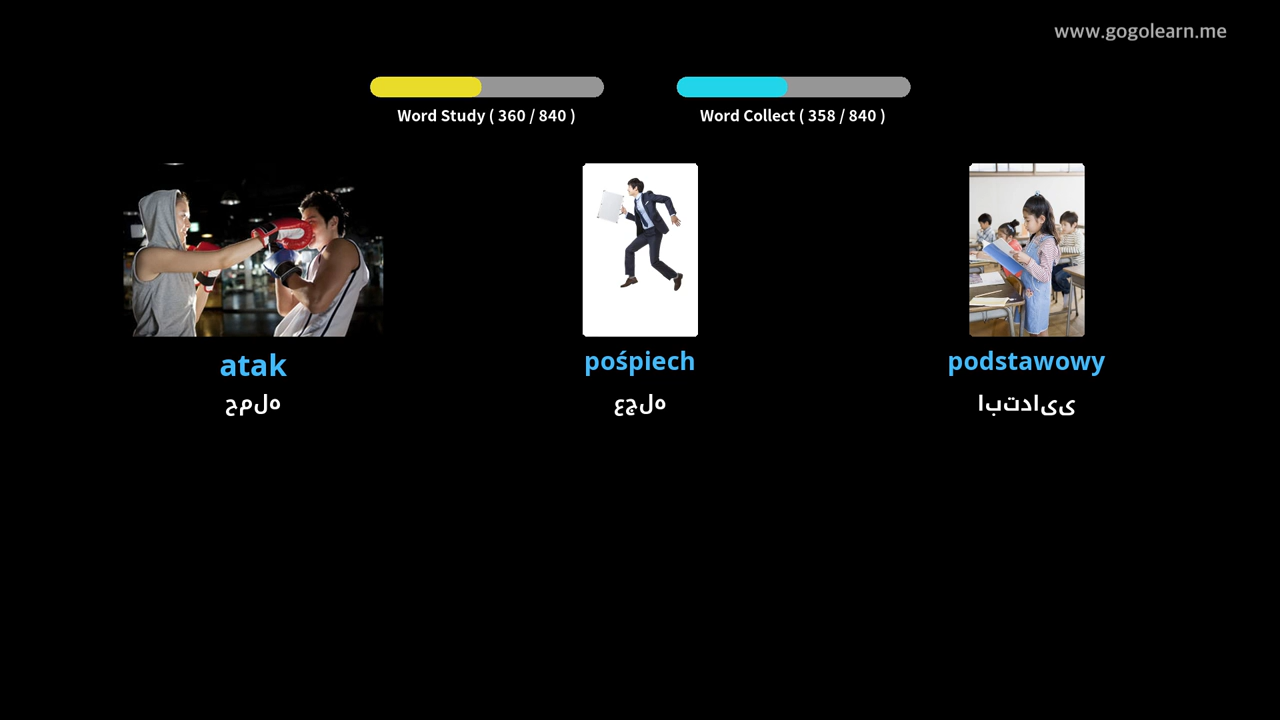 www.gogolearn.me
Word Study ( 360 / 840 )
Word Collect ( 358 / 840 )
atak
pośpiech
podstawowy
حمله
عجله
ابتدایی